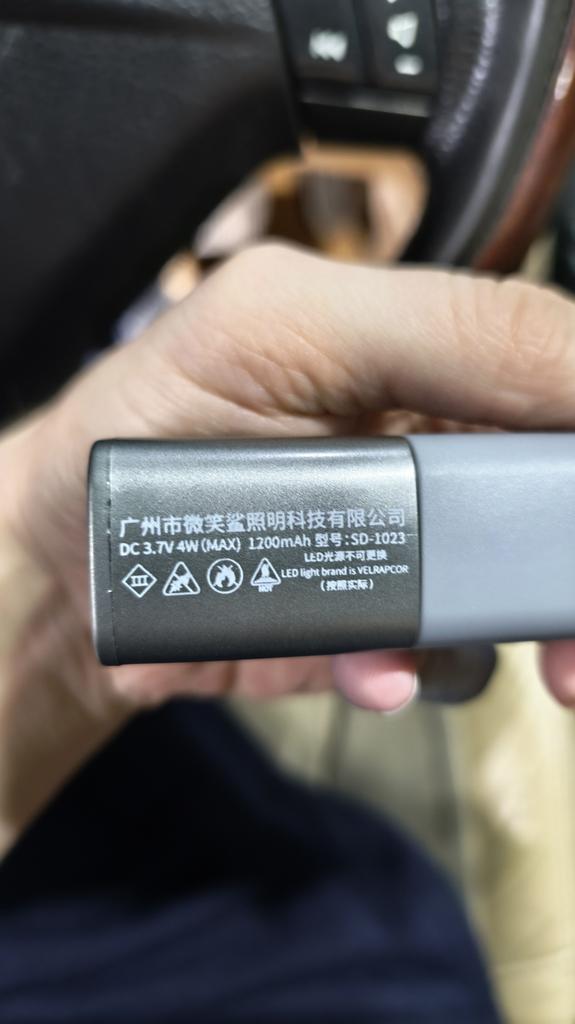 广州市微笑鲨照明科技有限公司
DC 3.7V 4W(MAX) 1200mAh 型号:SD-1023
LED光源不可更换
III
HOT
LED light brand is VELRAPCOR
(按照实际)